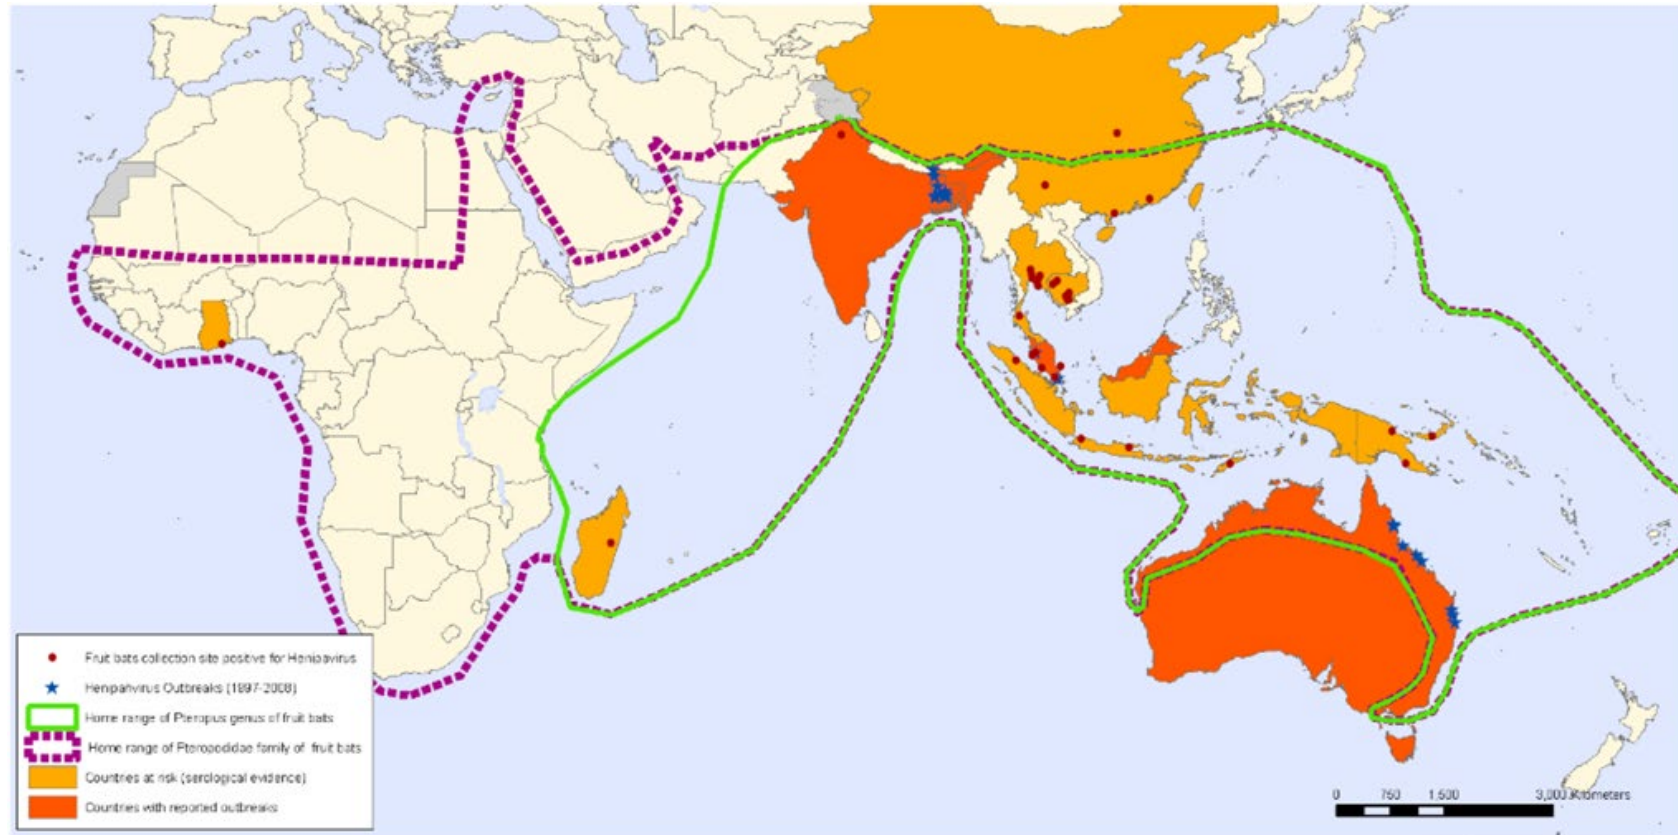 Fruit bats collection site positive for Henipavirus
Henipahvirus Outbreaks (1997-2008)
Home range of Pteropus genus of fruit bats
Home range of Pteropodidae family of fruit bats
Countries at risk (serological evidence)
Countries with reported outbreaks
0 750 1,500 3,000 Kilometers